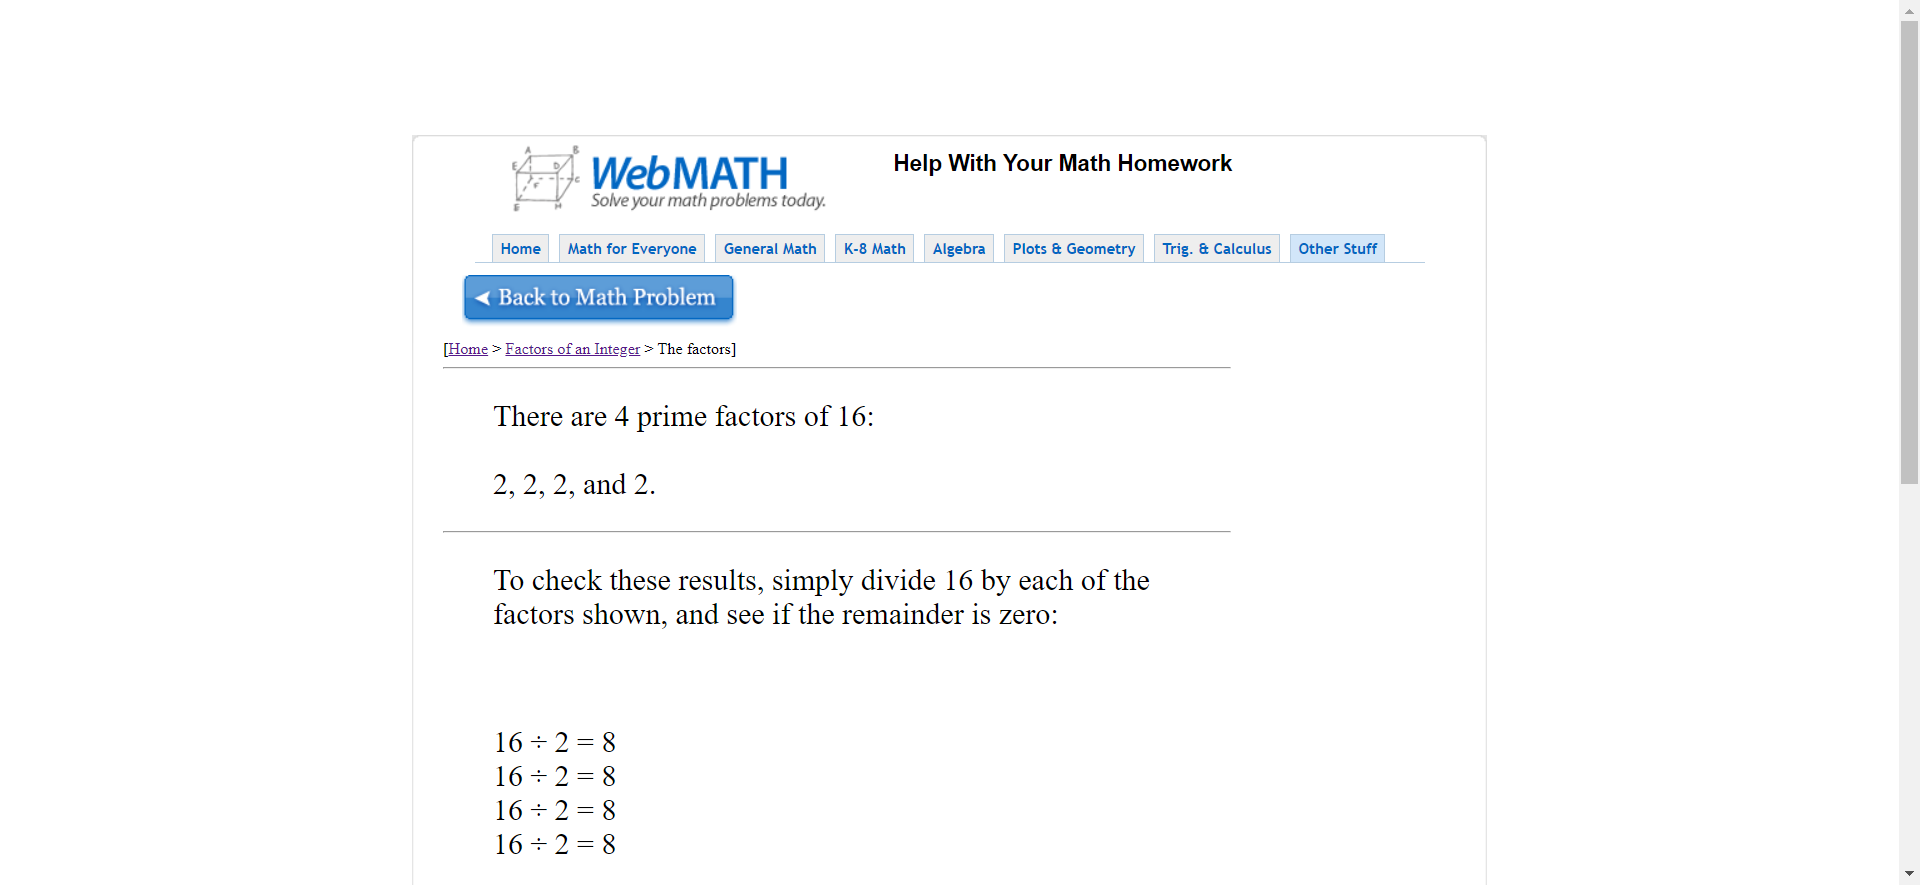 WebMATH
Solve your math problems today.
Help With Your Math Homework
Home Math for Everyone General Math K-8 Math Algebra Plots & Geometry Trig. & Calculus Other Stuff
Back to Math Problem
[Home > Factors of an Integer > The factors]
There are 4 prime factors of 16:
2, 2, 2, and 2.
To check these results, simply divide 16 by each of the
factors shown, and see if the remainder is zero:
16 ÷ 2 = 8
16 ÷ 2 = 8
16 ÷ 2 = 8
16 ÷ 2 = 8